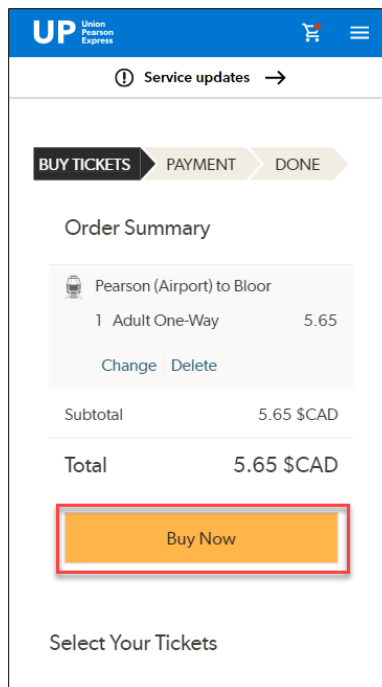 UP Union
Pearson
Express
Service updates
BUY TICKETS PAYMENT DONE
Order Summary
Pearson (Airport) to Bloor
1 Adult One-Way 5.65
Change Delete
Subtotal 5.65 $CAD
Total 5.65 $CAD
Buy Now
Select Your Tickets